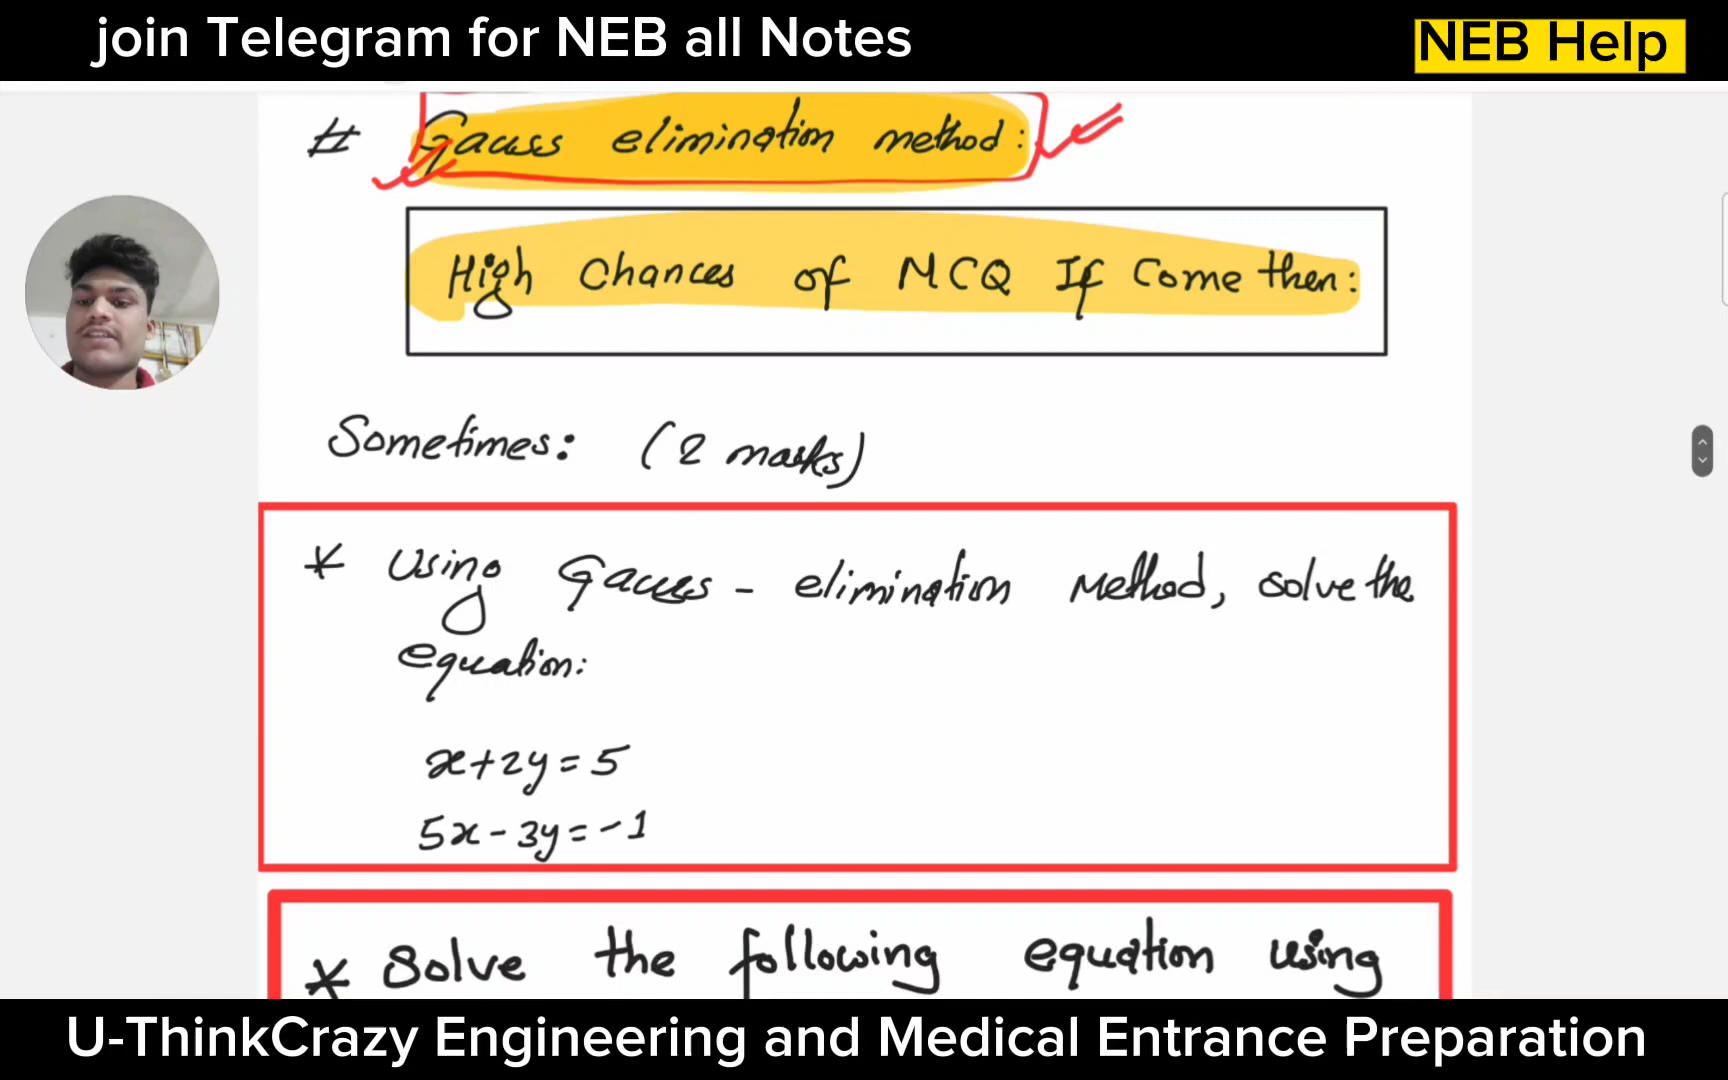 join Telegram for NEB all Notes
NEB Help
# Gauss elimination method:
High Chances of MCQ If Come then:
Sometimes: (2 marks)
* Using Gauss - elimination Method, solve the
equation:
x+2y=5
5x-3y=-1
* Solve the following equation using
U-ThinkCrazy Engineering and Medical Entrance Preparation